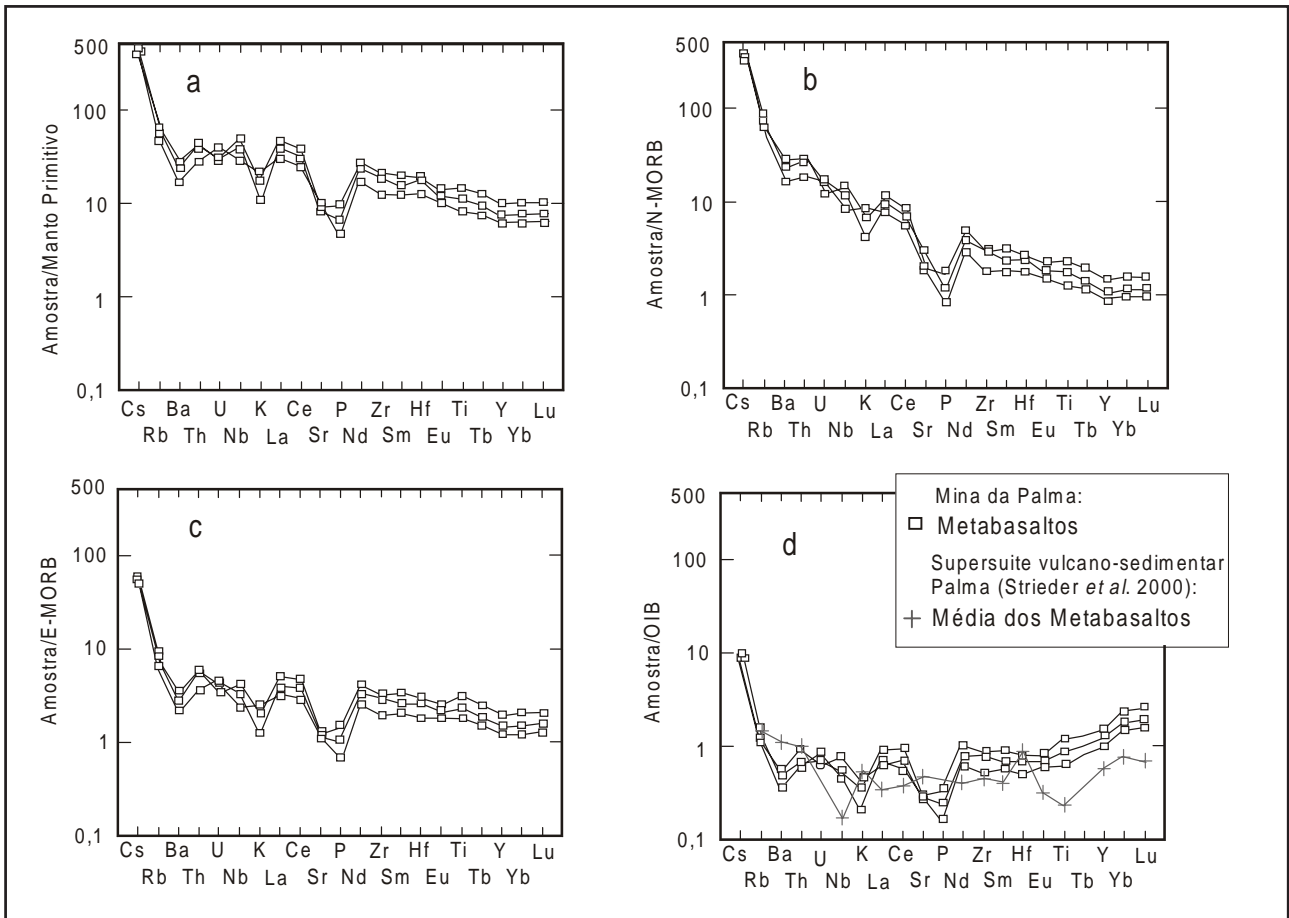 a
500
100
10
1
0,1
Amostra/Manto Primitivo
Cs Ba U K Ce P Zr Hf Ti Y Lu
Rb Th Nb La Sr Nd Sm Eu Tb Yb
b
500
100
10
1
0,1
Amostra/N-MORB
Cs Ba U K Ce P Zr Hf Ti Y Lu
Rb Th Nb La Sr Nd Sm Eu Tb Yb
c
500
100
10
1
0,1
Amostra/E-MORB
Cs Ba U K Ce P Zr Hf Ti Y Lu
Rb Th Nb La Sr Nd Sm Eu Tb Yb
d
500
100
10
1
0,1
Amostra/OIB
Cs Ba U K Ce P Zr Hf Ti Y Lu
Rb Th Nb La Sr Nd Sm Eu Tb Yb
Mina da Palma:
Metabasaltos
Supersuite vulcano-sedimentar
Palma (Strieder et al. 2000):
Média dos Metabasaltos